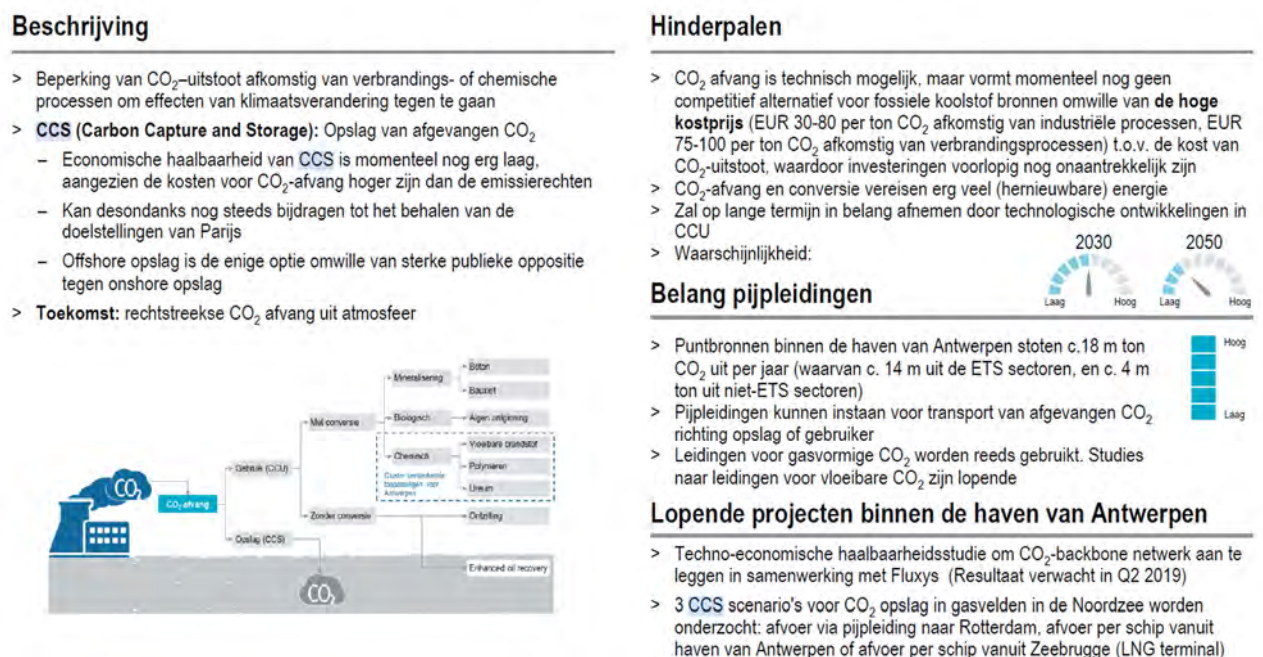 Beschrijving
> Beperking van CO₂–uitstoot afkomstig van verbrandings- of chemische
processen om effecten van klimaatsverandering tegen te gaan
> CCS (Carbon Capture and Storage): Opslag van afgevangen CO₂
– Economische haalbaarheid van CCS is momenteel nog erg laag,
aangezien de kosten voor CO₂-afvang hoger zijn dan de emissierechten
– Kan desondanks nog steeds bijdragen tot het behalen van de
doelstellingen van Parijs
– Offshore opslag is de enige optie omwille van sterke publieke oppositie
tegen onshore opslag
> Toekomst: rechtstreekse CO₂ afvang uit atmosfeer
CO₂
CO₂ afvang
Gebruik (CCU)
Opslag (CCS)
CO₂
Met conversie
Zonder conversie
Mineralisering
Biologisch
Chemisch
Antwerpen
Beton
Bauxiet
Algen ontginning
Vloeibare brandstof
Polymeren
Ureum
Ontzilting
Enhanced oil recovery
Hinderpalen
> CO₂ afvang is technisch mogelijk, maar vormt momenteel nog geen
competitief alternatief voor fossiele koolstof bronnen omwille van de hoge
kostprijs (EUR 30-80 per ton CO₂ afkomstig van industriële processen, EUR
75-100 per ton CO₂ afkomstig van verbrandingsprocessen) t.o.v. de kost van
CO₂-uitstoot, waardoor investeringen voorlopig nog onaantrekkelijk zijn
> CO₂-afvang en conversie vereisen erg veel (hernieuwbare) energie
> Zal op lange termijn in belang afnemen door technologische ontwikkelingen in
CCU
> Waarschijnlijkheid:
2030 2050
Laag Hoog Laag Hoog
Belang pijpleidingen
> Puntbronnen binnen de haven van Antwerpen stoten c.18 m ton
CO₂ uit per jaar (waarvan c. 14 m uit de ETS sectoren, en c. 4 m
ton uit niet-ETS sectoren)
> Pijpleidingen kunnen instaan voor transport van afgevangen CO₂
richting opslag of gebruiker
> Leidingen voor gasvormige CO₂ worden reeds gebruikt. Studies
naar leidingen voor vloeibare CO₂ zijn lopende
Hoog
Laag
Lopende projecten binnen de haven van Antwerpen
> Techno-economische haalbaarheidsstudie om CO₂-backbone netwerk aan te
leggen in samenwerking met Fluxys (Resultaat verwacht in Q2 2019)
> 3 CCS scenario's voor CO₂ opslag in gasvelden in de Noordzee worden
onderzocht: afvoer via pijpleiding naar Rotterdam, afvoer per schip vanuit
haven van Antwerpen of afvoer per schip vanuit Zeebrugge (LNG terminal)